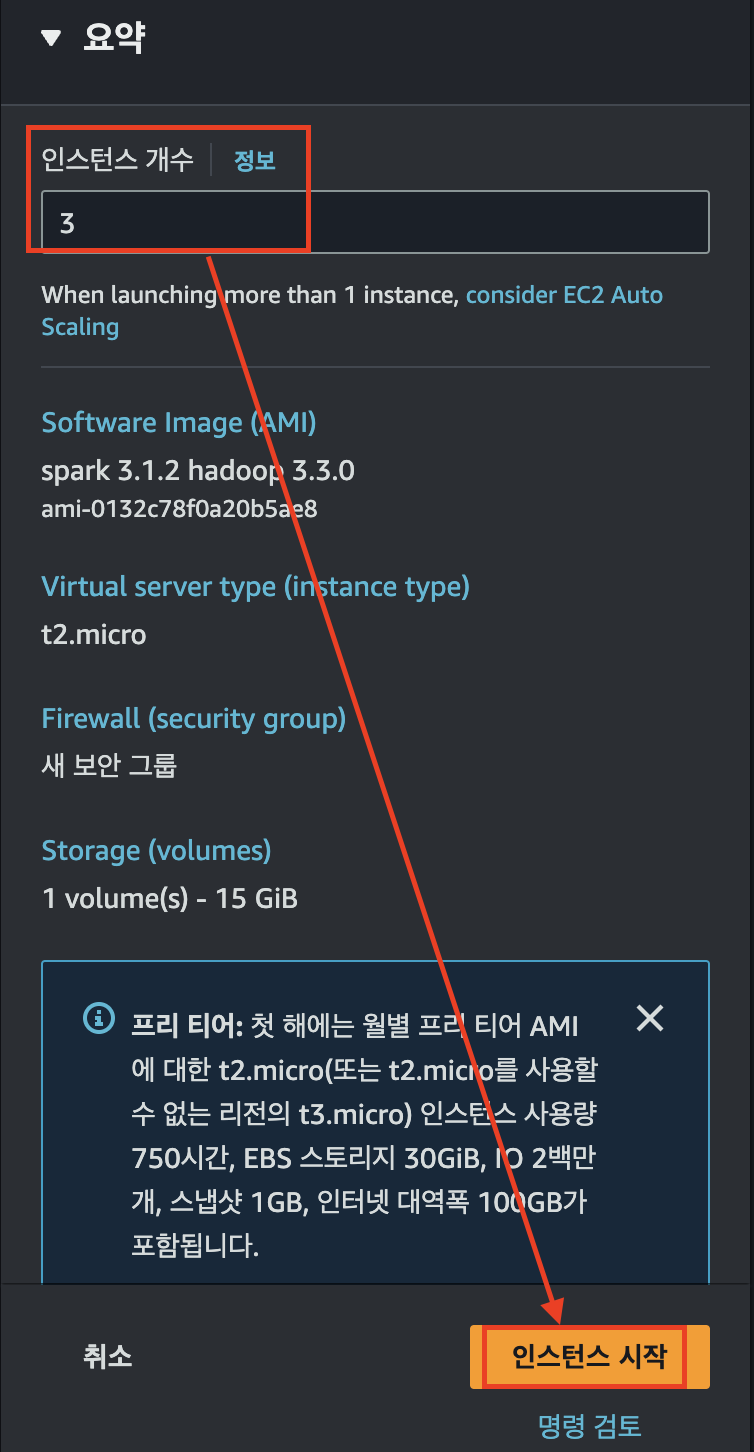 요약
인스턴스 개수 정보
3
When launching more than 1 instance, consider EC2 Auto
Scaling
Software Image (AMI)
spark 3.1.2 hadoop 3.3.0
ami-0132c78f0a20b5ae8
Virtual server type (instance type)
t2.micro
Firewall (security group)
새 보안 그룹
Storage (volumes)
1 volume(s) - 15 GiB
프리 티어: 첫 해에는 월별 프리 티어 AMI
에 대한 t2.micro(또는 t2.micro를 사용할
수 없는 리전의 t3.micro) 인스턴스 사용량
750시간, EBS 스토리지 30GiB, IO 2백만
개, 스냅샷 1GB, 인터넷 대역폭 100GB가
포함됩니다.
취소
인스턴스 시작
명령 검토